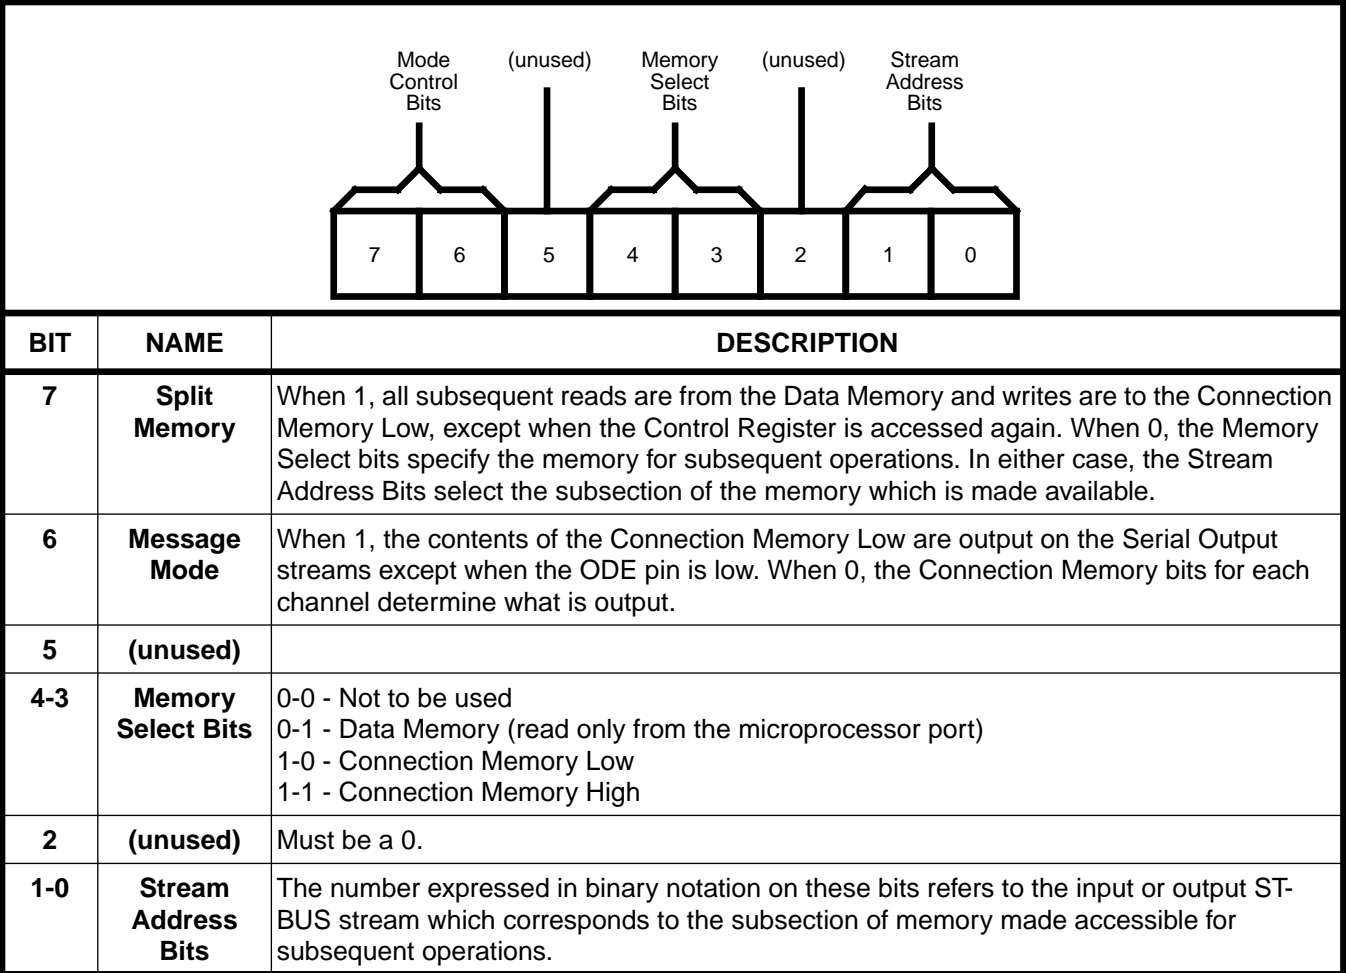 Mode Control Bits
(unused)
Memory Select Bits
(unused)
Stream Address Bits
7 6 5 4 3 2 1 0
BIT NAME DESCRIPTION
7 Split Memory
When 1, all subsequent reads are from the Data Memory and writes are to the Connection
Memory Low, except when the Control Register is accessed again. When 0, the Memory
Select bits specify the memory for subsequent operations. In either case, the Stream
Address Bits select the subsection of the memory which is made available.
6 Message Mode
When 1, the contents of the Connection Memory Low are output on the Serial Output
streams except when the ODE pin is low. When 0, the Connection Memory bits for each
channel determine what is output.
5 (unused)
4-3 Memory Select Bits
0-0 - Not to be used
0-1 - Data Memory (read only from the microprocessor port)
1-0 - Connection Memory Low
1-1 - Connection Memory High
2 (unused) Must be a 0.
1-0 Stream Address Bits
The number expressed in binary notation on these bits refers to the input or output ST-
BUS stream which corresponds to the subsection of memory made accessible for
subsequent operations.